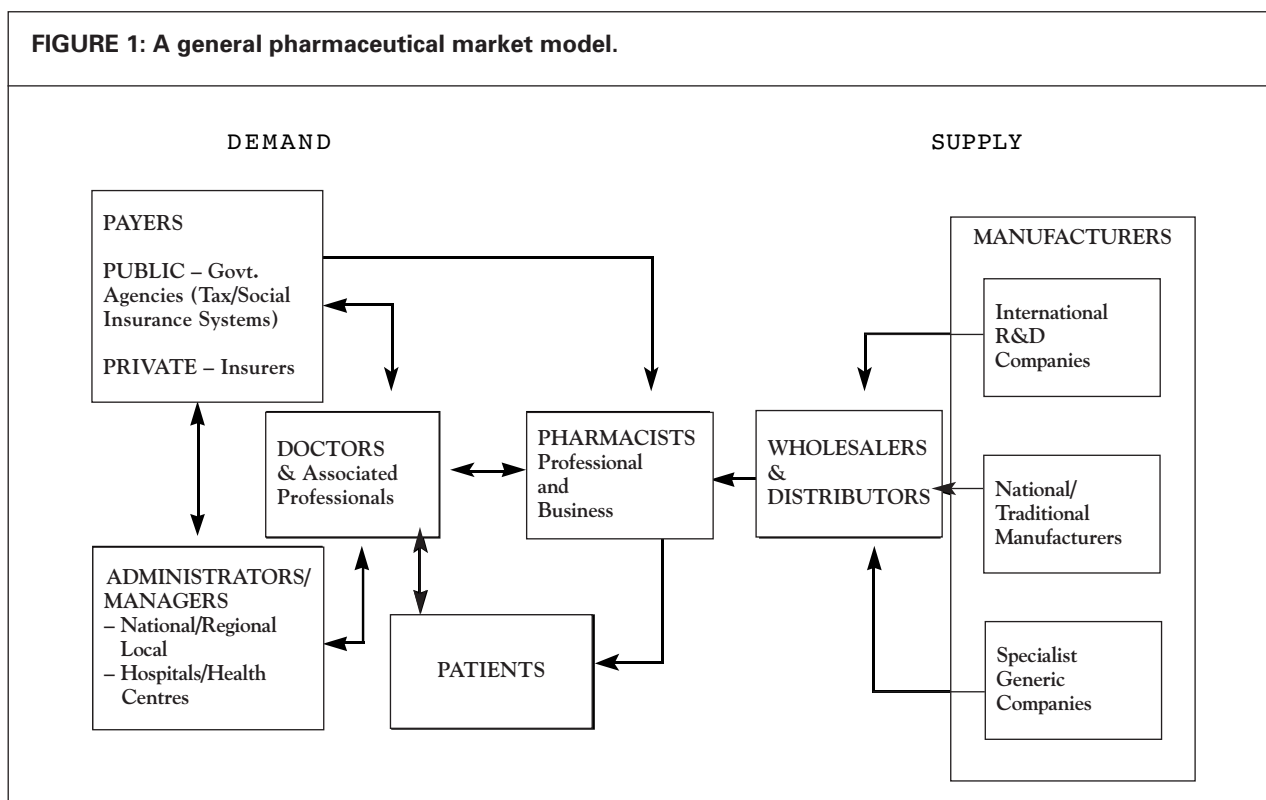 FIGURE 1: A general pharmaceutical market model.
DEMAND
SUPPLY
PAYERS
PUBLIC – Govt.
Agencies (Tax/Social
Insurance Systems)
PRIVATE – Insurers
DOCTORS
& Associated
Professionals
ADMINISTRATORS/
MANAGERS
– National/Regional
Local
– Hospitals/Health
Centres
PATIENTS
PHARMACISTS
Professional
and
Business
WHOLESALERS
&
DISTRIBUTORS
MANUFACTURERS
International
R&D
Companies
National/
Traditional
Manufacturers
Specialist
Generic
Companies